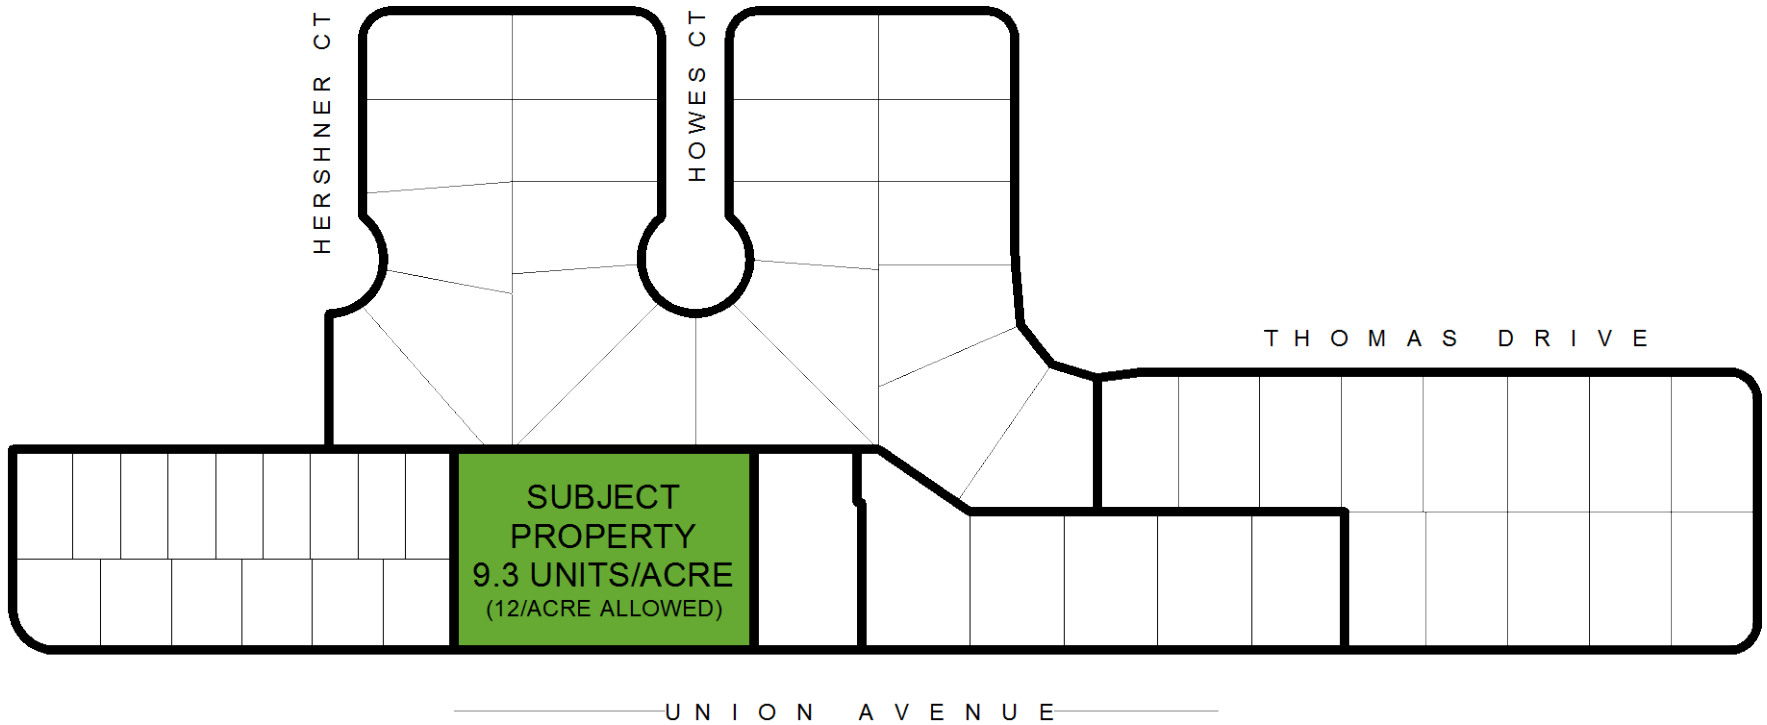 HERSHNER CT
HOWES CT
THOMAS DRIVE
SUBJECT
PROPERTY
9.3 UNITS/ACRE
(12/ACRE ALLOWED)
UNION AVENUE